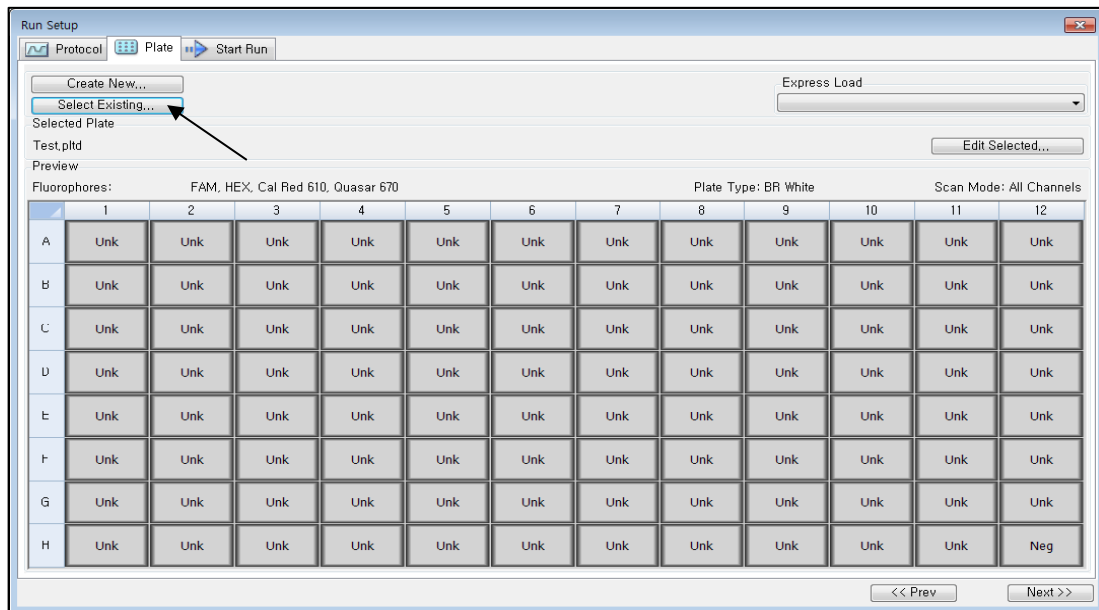 Run Setup
Protocol Plate Start Run
Create New... Express Load
Select Existing...
Selected Plate
Test.pltd Edit Selected...
Preview
Fluorophores: FAM, HEX, Cal Red 610, Quasar 670 Plate Type: BR White Scan Mode: All Channels
1 2 3 4 5 6 7 8 9 10 11 12
A Unk Unk Unk Unk Unk Unk Unk Unk Unk Unk Unk Unk
B Unk Unk Unk Unk Unk Unk Unk Unk Unk Unk Unk Unk
C Unk Unk Unk Unk Unk Unk Unk Unk Unk Unk Unk Unk
D Unk Unk Unk Unk Unk Unk Unk Unk Unk Unk Unk Unk
E Unk Unk Unk Unk Unk Unk Unk Unk Unk Unk Unk Unk
F Unk Unk Unk Unk Unk Unk Unk Unk Unk Unk Unk Unk
G Unk Unk Unk Unk Unk Unk Unk Unk Unk Unk Unk Unk
H Unk Unk Unk Unk Unk Unk Unk Unk Unk Unk Unk Neg
<< Prev Next >>